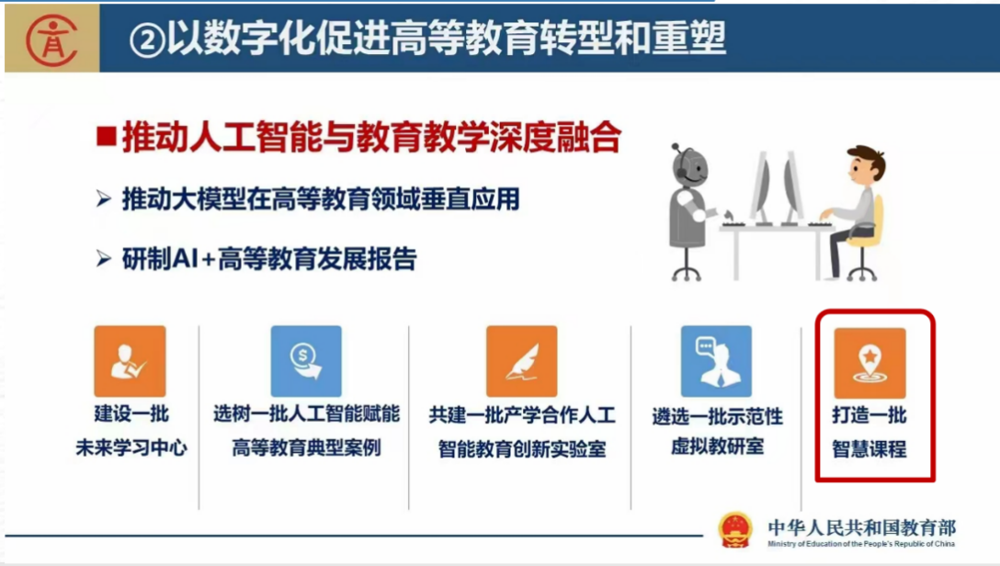 ②以数字化促进高等教育转型和重塑
■推动人工智能与教育教学深度融合
➢ 推动大模型在高等教育领域垂直应用
➢ 研制AI+高等教育发展报告
建设一批
未来学习中心
选树一批人工智能赋能
高等教育典型案例
共建一批产学合作人工
智能教育创新实验室
遴选一批示范性
虚拟教研室
打造一批
智慧课程
中华人民共和国教育部
Ministry of Education of the People's Republic of China